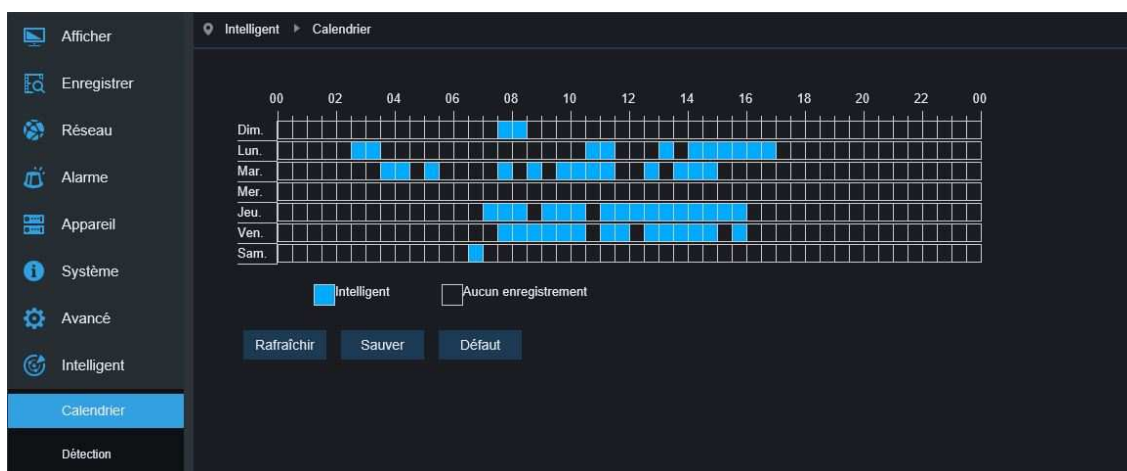 Afficher
Enregistrer
Réseau
Alarme
Appareil
Système
Avancé
Intelligent
Calendrier
Détection
Intelligent Calendrier
00 02 04 06 08 10 12 14 16 18 20 22 00
Dim.
Lun.
Mar.
Mer.
Jeu.
Ven.
Sam.
Intelligent Aucun enregistrement
Rafraîchir Sauver Défaut